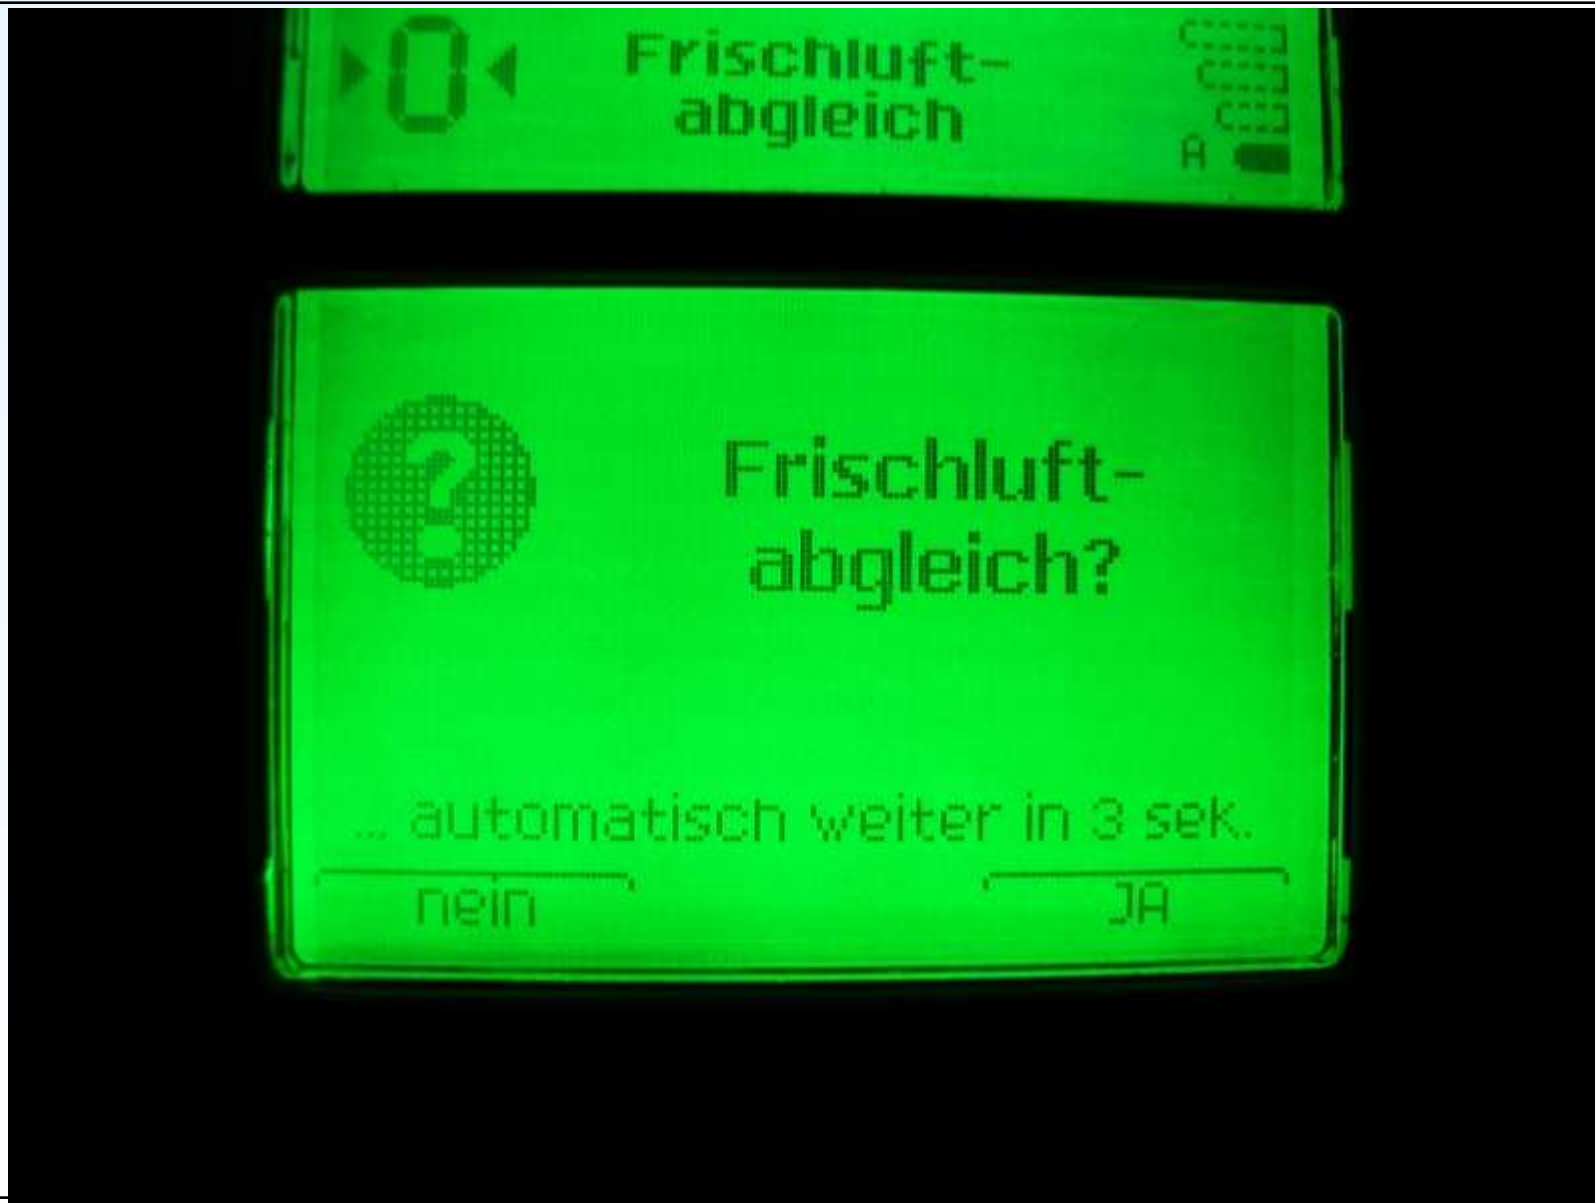 0 Frischluft-
abgleich
A
?
Frischluft-
abgleich?
... automatisch weiter in 3 sek.
nein JA